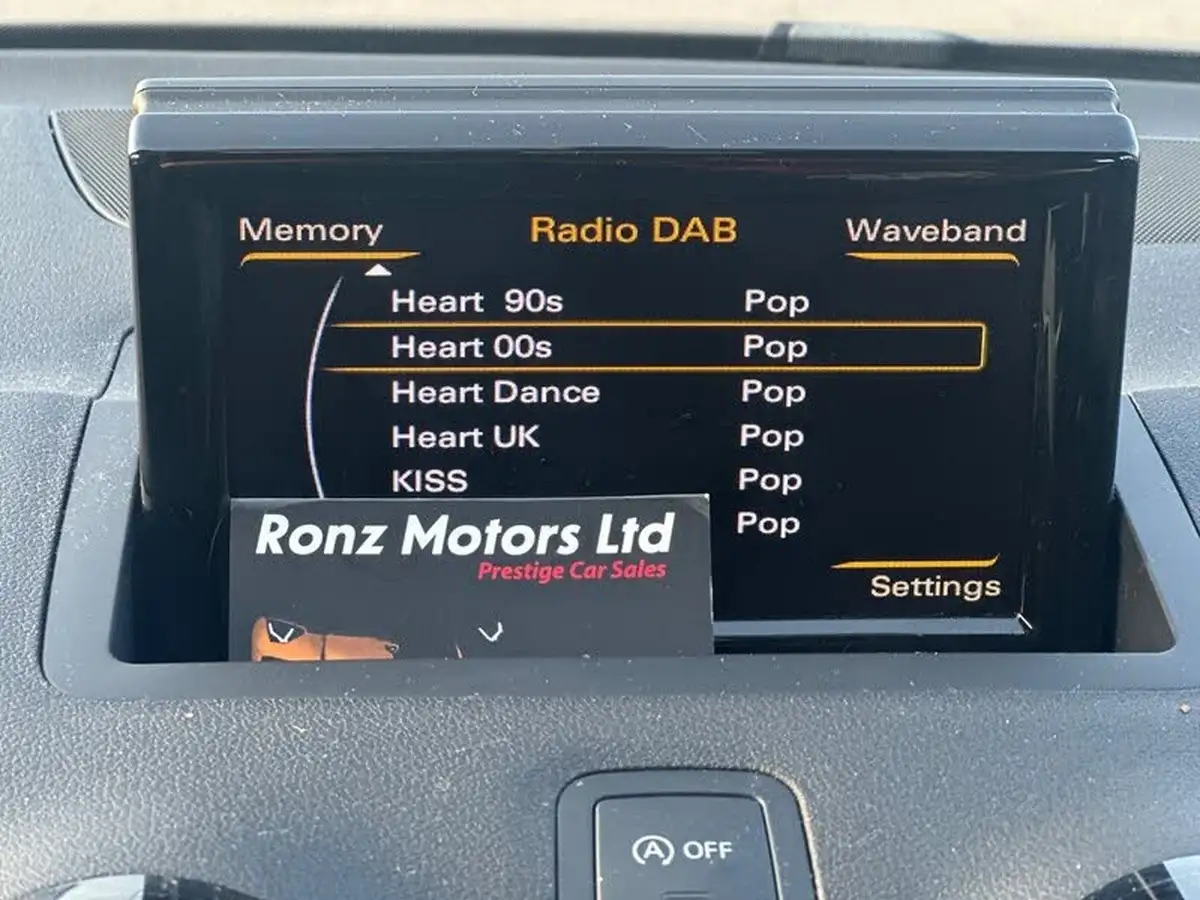 Memory Radio DAB Waveband
Heart 90s Pop
Heart 00s Pop
Heart Dance Pop
Heart UK Pop
KISS Pop
Pop
Ronz Motors Ltd
Prestige Car Sales
Settings
A OFF